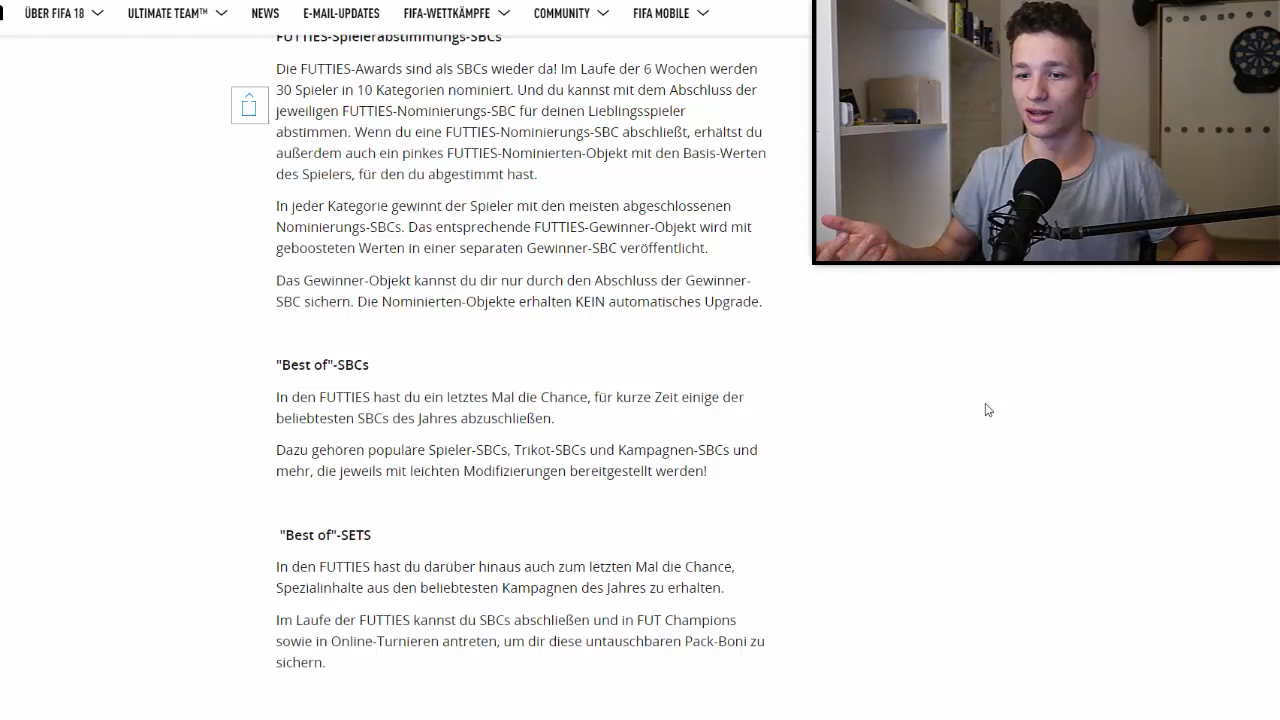 ÜBER FIFA 18 ULTIMATE TEAM™ NEWS E-MAIL-UPDATES FIFA-WETTKÄMPFE COMMUNITY FIFA MOBILE
FUTTIES-Spielerabstimmungs-SBCs
Die FUTTIES-Awards sind als SBCs wieder da! Im Laufe der 6 Wochen werden
30 Spieler in 10 Kategorien nominiert. Und du kannst mit dem Abschluss der
jeweiligen FUTTIES-Nominierungs-SBC für deinen Lieblingsspieler
abstimmen. Wenn du eine FUTTIES-Nominierungs-SBC abschließt, erhältst du
außerdem auch ein pinkes FUTTIES-Nominierten-Objekt mit den Basis-Werten
des Spielers, für den du abgestimmt hast.
In jeder Kategorie gewinnt der Spieler mit den meisten abgeschlossenen
Nominierungs-SBCs. Das entsprechende FUTTIES-Gewinner-Objekt wird mit
geboosteten Werten in einer separaten Gewinner-SBC veröffentlicht.
Das Gewinner-Objekt kannst du dir nur durch den Abschluss der Gewinner-
SBC sichern. Die Nominierten-Objekte erhalten KEIN automatisches Upgrade.
"Best of"-SBCs
In den FUTTIES hast du ein letztes Mal die Chance, für kurze Zeit einige der
beliebtesten SBCs des Jahres abzuschließen.
Dazu gehören populäre Spieler-SBCs, Trikot-SBCs und Kampagnen-SBCs und
mehr, die jeweils mit leichten Modifizierungen bereitgestellt werden!
"Best of"-SETS
In den FUTTIES hast du darüber hinaus auch zum letzten Mal die Chance,
Spezialinhalte aus den beliebtesten Kampagnen des Jahres zu erhalten.
Im Laufe der FUTTIES kannst du SBCs abschließen und in FUT Champions
sowie in Online-Turnieren antreten, um dir diese untauschbaren Pack-Boni zu
sichern.